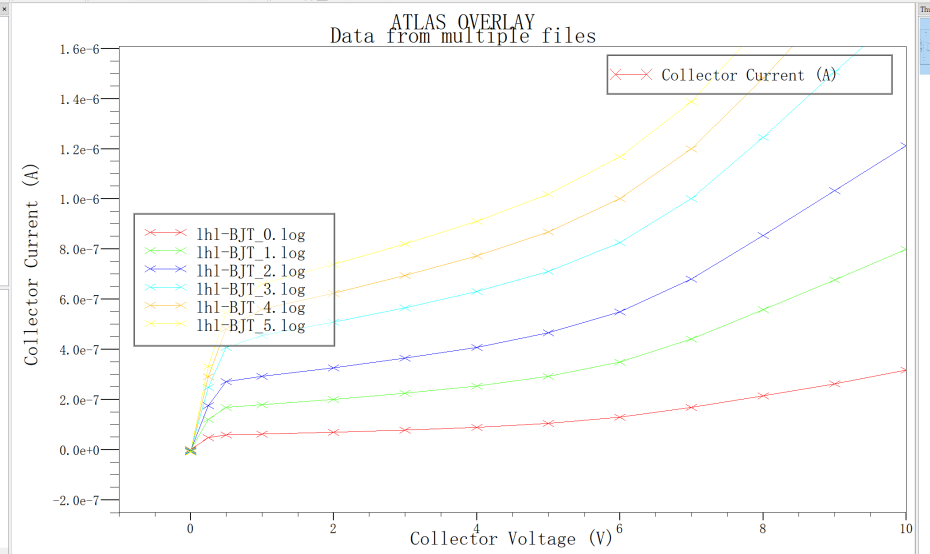 Thu
ATLAS OVERLAY
Data from multiple files
Collector Current (A)
1.6e-6
1.4e-6
1.2e-6
1.0e-6
8.0e-7
6.0e-7
4.0e-7
2.0e-7
0.0e+0
-2.0e-7
Collector Current (A)
lhl-BJT_0.log
lhl-BJT_1.log
lhl-BJT_2.log
lhl-BJT_3.log
lhl-BJT_4.log
lhl-BJT_5.log
0 2 4 6 8 10
Collector Voltage (V)